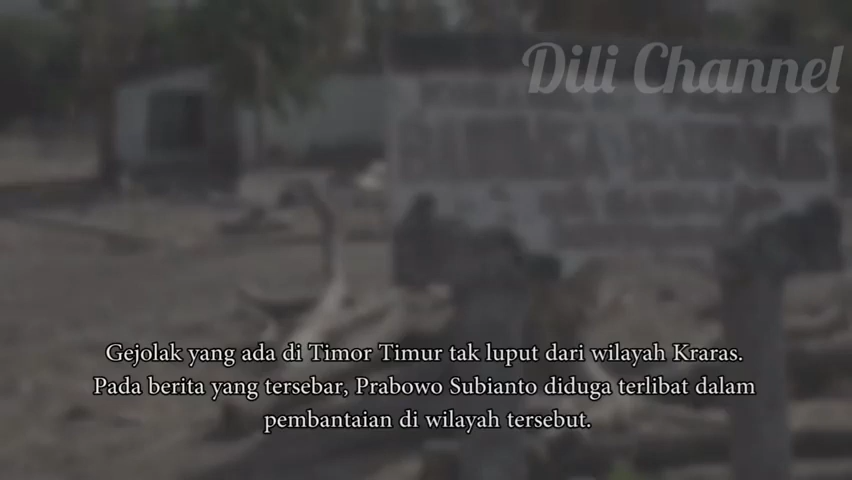 Dili Channel
Gejolak yang ada di Timor Timur tak luput dari wilayah Kraras.
Pada berita yang tersebar, Prabowo Subianto diduga terlibat dalam
pembantaian di wilayah tersebut.